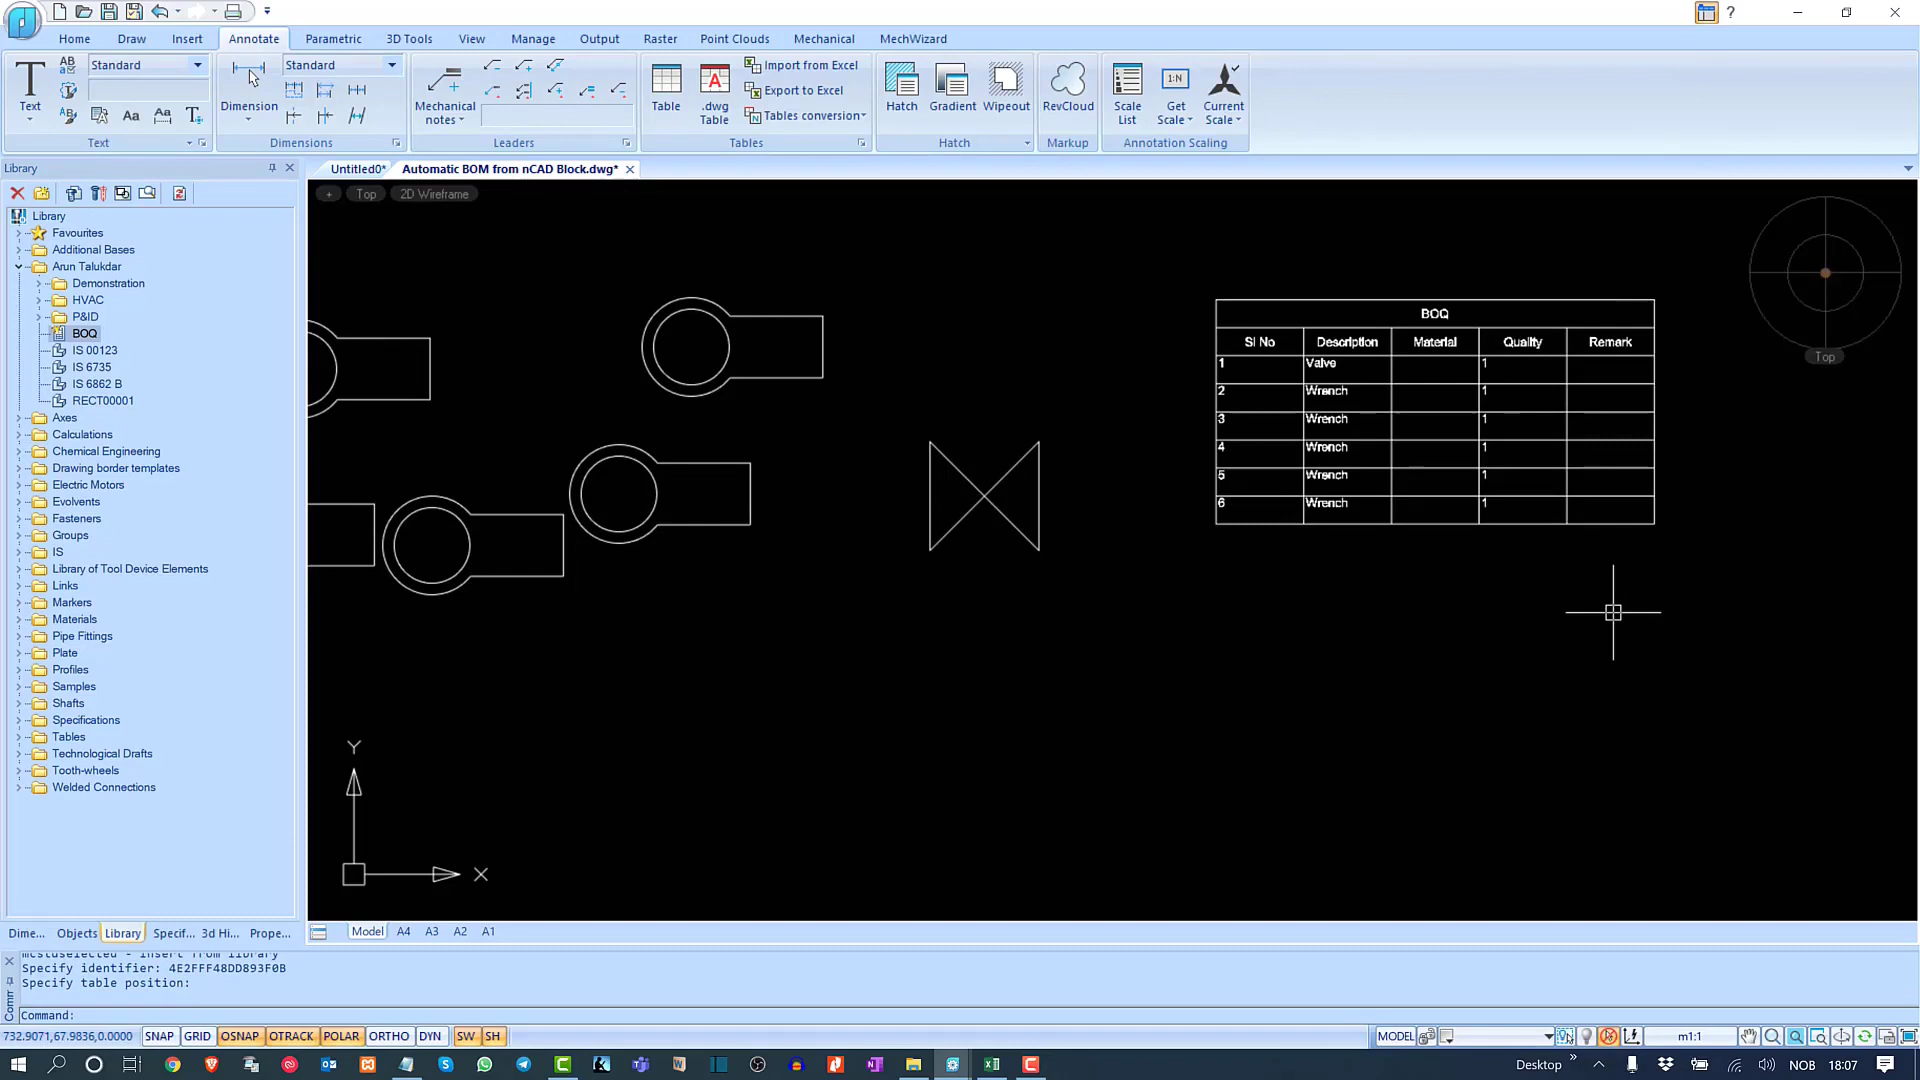 Home Draw Insert Annotate Parametric 3D Tools View Manage Output Raster Point Clouds Mechanical MechWizard
Text
Standard
Text
Dimension
Standard
Dimensions
Mechanical notes
Leaders
Table
.dwg Table
Import from Excel
Export to Excel
Tables conversion
Tables
Hatch
Gradient
Wipeout
Hatch
RevCloud
Markup
Scale List
1:N
Get Scale
Current Scale
Annotation Scaling
Library
Untitled0*
Automatic BOM from nCAD Block.dwg*
+ Top 2D Wireframe
Library
Favourites
Additional Bases
Arun Talukdar
Demonstration
HVAC
P&ID
BOQ
IS 00123
IS 6735
IS 6862 B
RECT00001
Axes
Calculations
Chemical Engineering
Drawing border templates
Electric Motors
Evolvents
Fasteners
Groups
IS
Library of Tool Device Elements
Links
Markers
Materials
Pipe Fittings
Plate
Profiles
Samples
Shafts
Specifications
Tables
Technological Drafts
Tooth-wheels
Welded Connections
BOQ
Sl No Description Material Quality Remark
1 Valve 1
2 Wrench 1
3 Wrench 1
4 Wrench 1
5 Wrench 1
6 Wrench 1
Top
Y
X
Dime... Objects Library Specif... 3d Hi... Prope...
Model A4 A3 A2 A1
mcstuselected - Insert from library
Specify identifier: 4E2FFF48DD893F0B
Specify table position:
Command:
732.9071,67.9836,0.0000 SNAP GRID OSNAP OTRACK POLAR ORTHO DYN SW SH MODEL m1:1
Desktop NOB 18:07